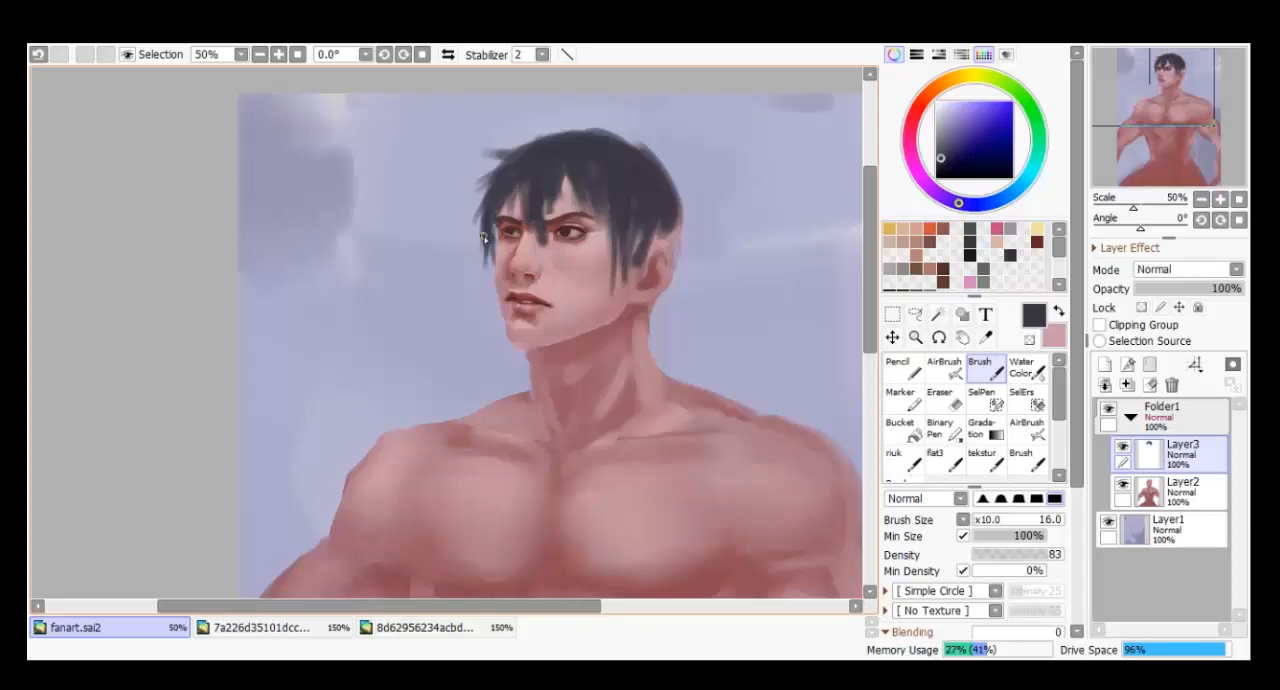 Selection 50% 0.0° Stabilizer 2
Scale 50%
Angle 0°
Layer Effect
Mode Normal
Opacity 100%
Lock
Clipping Group
Selection Source
T
Pencil AirBrush Brush Water Color
Marker Eraser SelPen SelErs
Bucket Binary Pen Grada-tion AirBrush
riuk flat3 tekstur Brush
Normal
Brush Size x10.0 16.0
Min Size 100%
Density 83
Min Density 0%
[ Simple Circle ]
[ No Texture ]
Blending 0
Folder1
Normal
100%
Layer3
Normal
100%
Layer2
Normal
100%
Layer1
Normal
100%
fanart.sai2 50% 7a226d35101dcc... 150% 8d62956234acbd... 150%
Memory Usage 27% (41%) Drive Space 96%